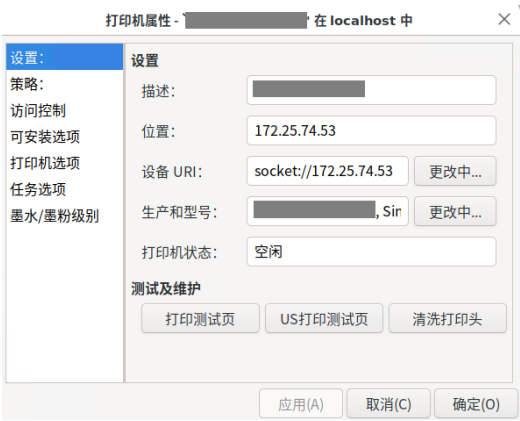 打印机属性 - ' ' 在 localhost 中
设置：
策略：
访问控制
可安装选项
打印机选项
任务选项
墨水/墨粉级别
设置
描述：
位置： 172.25.74.53
设备 URI： socket://172.25.74.53 更改中...
生产和型号： , Sin 更改中...
打印机状态： 空闲
测试及维护
打印测试页 US打印测试页 清洗打印头
应用(A) 取消(C) 确定(O)